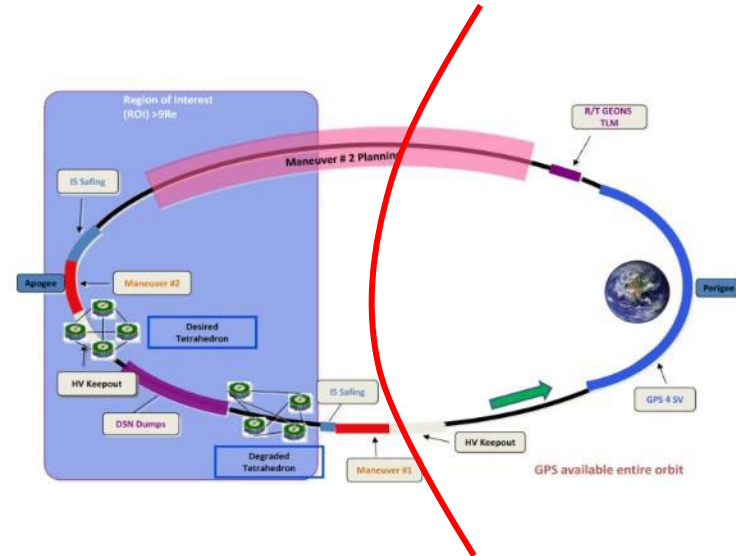 Region of Interest
(ROI) >9Re
R/T GEONS
TLM
Maneuver # 2 Planning
IS Safing
Apogee
Maneuver #2
Perigee
Desired
Tetrahedron
HV Keepout
IS Safing
GPS 4 SV
DSN Dumps
HV Keepout
Degraded
Tetrahedron
Maneuver #1
GPS available entire orbit